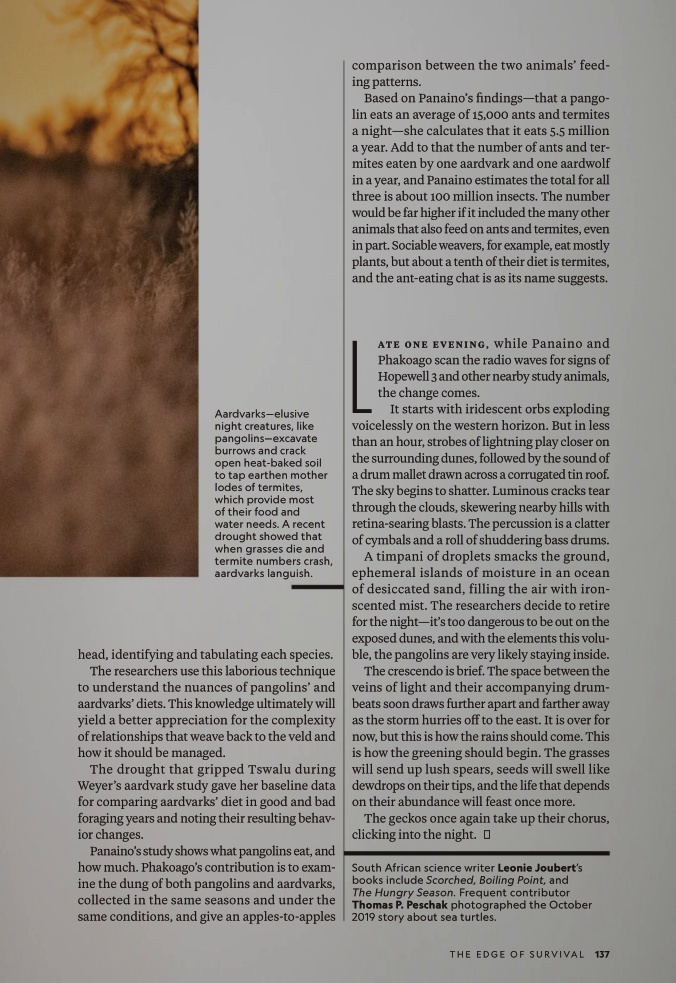 Aardvarks—elusive
night creatures, like
pangolins—excavate
burrows and crack
open heat-baked soil
to tap earthen mother
lodes of termites,
which provide most
of their food and
water needs. A recent
drought showed that
when grasses die and
termite numbers crash,
aardvarks languish.
head, identifying and tabulating each species.
The researchers use this laborious technique
to understand the nuances of pangolins’ and
aardvarks’ diets. This knowledge ultimately will
yield a better appreciation for the complexity
of relationships that weave back to the veld and
how it should be managed.
The drought that gripped Tswalu during
Weyer’s aardvark study gave her baseline data
for comparing aardvarks’ diet in good and bad
foraging years and noting their resulting behav-
ior changes.
Panaino’s study shows what pangolins eat, and
how much. Phakoago’s contribution is to exam-
ine the dung of both pangolins and aardvarks,
collected in the same seasons and under the
same conditions, and give an apples-to-apples
comparison between the two animals’ feed-
ing patterns.
Based on Panaino’s findings—that a pango-
lin eats an average of 15,000 ants and termites
a night—she calculates that it eats 5.5 million
a year. Add to that the number of ants and ter-
mites eaten by one aardvark and one aardwolf
in a year, and Panaino estimates the total for all
three is about 100 million insects. The number
would be far higher if it included the many other
animals that also feed on ants and termites, even
in part. Sociable weavers, for example, eat mostly
plants, but about a tenth of their diet is termites,
and the ant-eating chat is as its name suggests.
LATE ONE EVENING, while Panaino and
Phakoago scan the radio waves for signs of
Hopewell 3 and other nearby study animals,
the change comes.
It starts with iridescent orbs exploding
voicelessly on the western horizon. But in less
than an hour, strobes of lightning play closer on
the surrounding dunes, followed by the sound of
a drum mallet drawn across a corrugated tin roof.
The sky begins to shatter. Luminous cracks tear
through the clouds, skewering nearby hills with
retina-searing blasts. The percussion is a clatter
of cymbals and a roll of shuddering bass drums.
A timpani of droplets smacks the ground,
ephemeral islands of moisture in an ocean
of desiccated sand, filling the air with iron-
scented mist. The researchers decide to retire
for the night—it’s too dangerous to be out on the
exposed dunes, and with the elements this volu-
ble, the pangolins are very likely staying inside.
The crescendo is brief. The space between the
veins of light and their accompanying drum-
beats soon draws further apart and farther away
as the storm hurries off to the east. It is over for
now, but this is how the rains should come. This
is how the greening should begin. The grasses
will send up lush spears, seeds will swell like
dewdrops on their tips, and the life that depends
on their abundance will feast once more.
The geckos once again take up their chorus,
clicking into the night. □
South African science writer Leonie Joubert’s
books include Scorched, Boiling Point, and
The Hungry Season. Frequent contributor
Thomas P. Peschak photographed the October
2019 story about sea turtles.
THE EDGE OF SURVIVAL 137